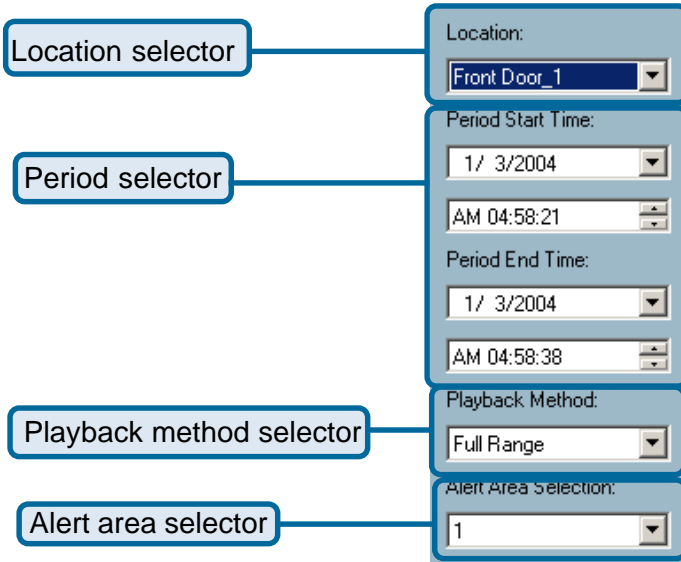 Location selector
Location:
Front Door_1
Period selector
Period Start Time:
1/ 3/2004
AM 04:58:21
Period End Time:
1/ 3/2004
AM 04:58:38
Playback method selector
Playback Method:
Full Range
Alert area selector
Alert Area Selection:
1